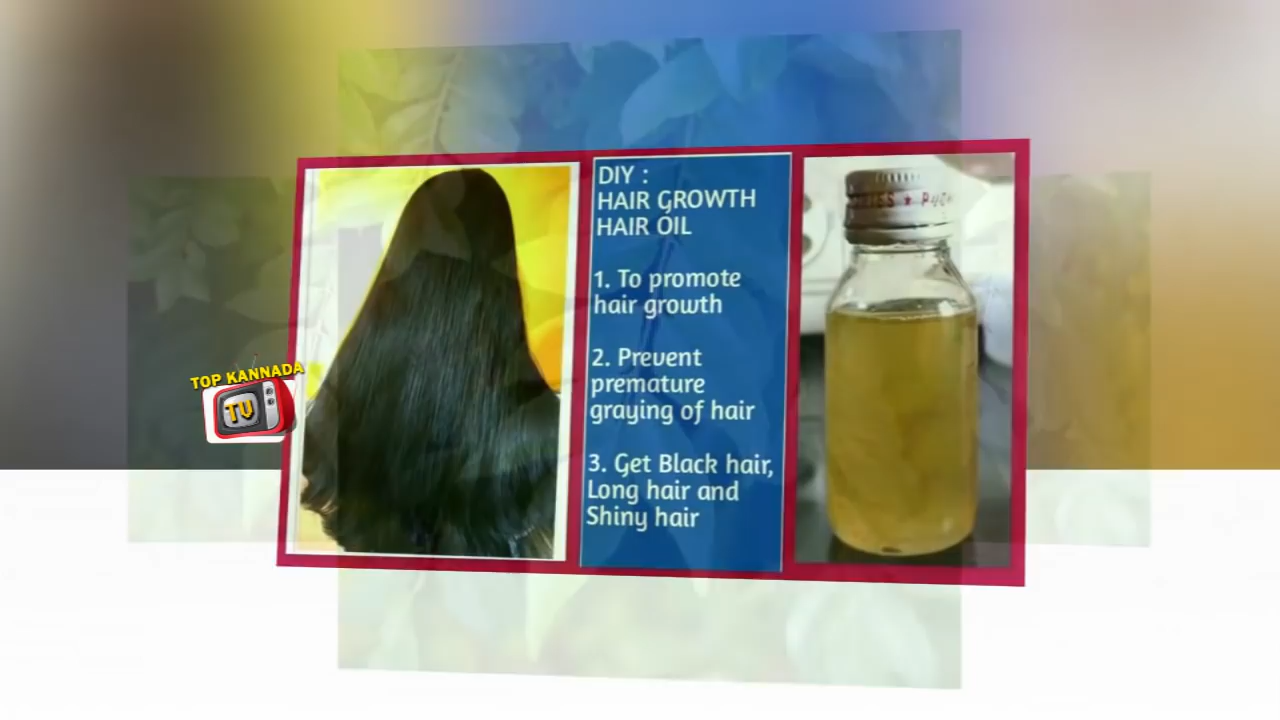 TOP KANNADA
TV
DIY :
HAIR GROWTH
HAIR OIL
1. To promote
hair growth
2. Prevent
premature
graying of hair
3. Get Black hair,
Long hair and
Shiny hair